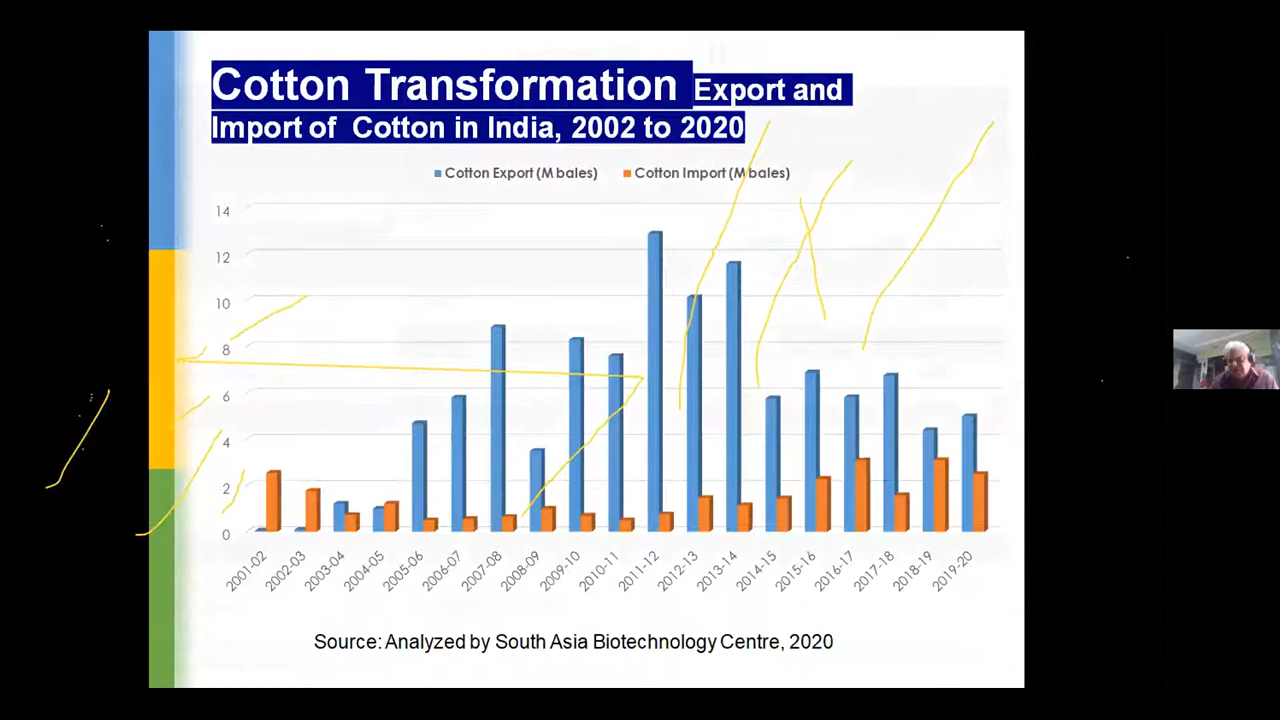 Cotton Transformation Export and
Import of Cotton in India, 2002 to 2020
Cotton Export (M bales) Cotton Import (M bales)
14
12
10
8
6
4
2
0
2001-02 2002-03 2003-04 2004-05 2005-06 2006-07 2007-08 2008-09 2009-10 2010-11 2011-12 2012-13 2013-14 2014-15 2015-16 2016-17 2017-18 2018-19 2019-20
Source: Analyzed by South Asia Biotechnology Centre, 2020